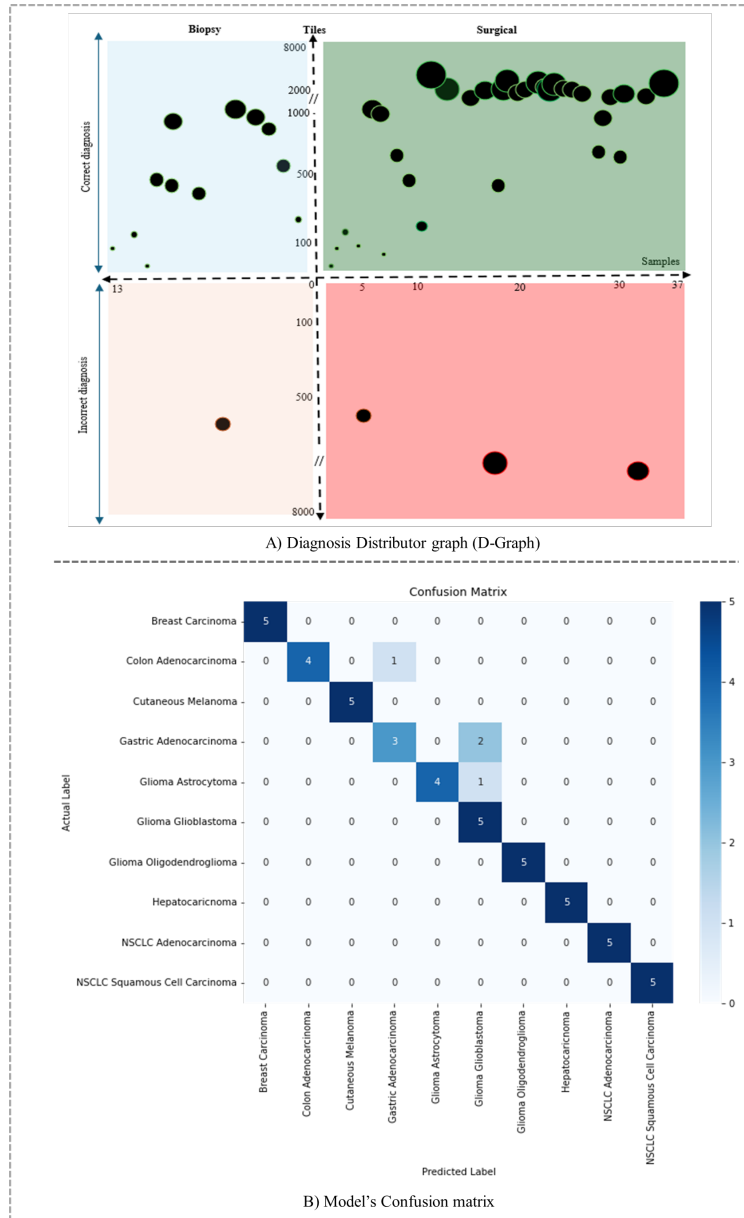 Biopsy Tiles Surgical
8000
2000
//
1000
500
100
Correct diagnosis
Samples
13 0 5 10 20 30 37
100
500
//
8000
Incorrect diagnosis
A) Diagnosis Distributor graph (D-Graph)
Confusion Matrix
Breast Carcinoma 5 0 0 0 0 0 0 0 0 0
Colon Adenocarcinoma 0 4 0 1 0 0 0 0 0 0
Cutaneous Melanoma 0 0 5 0 0 0 0 0 0 0
Gastric Adenocarcinoma 0 0 0 3 0 2 0 0 0 0
Glioma Astrocytoma 0 0 0 0 4 1 0 0 0 0
Glioma Glioblastoma 0 0 0 0 0 5 0 0 0 0
Glioma Oligodendroglioma 0 0 0 0 0 0 5 0 0 0
Hepatocaricnoma 0 0 0 0 0 0 0 5 0 0
NSCLC Adenocarcinoma 0 0 0 0 0 0 0 0 5 0
NSCLC Squamous Cell Carcinoma 0 0 0 0 0 0 0 0 0 5
Actual Label
5
4
3
2
1
0
Breast Carcinoma
Colon Adenocarcinoma
Cutaneous Melanoma
Gastric Adenocarcinoma
Glioma Astrocytoma
Glioma Glioblastoma
Glioma Oligodendroglioma
Hepatocaricnoma
NSCLC Adenocarcinoma
NSCLC Squamous Cell Carcinoma
Predicted Label
B) Model's Confusion matrix